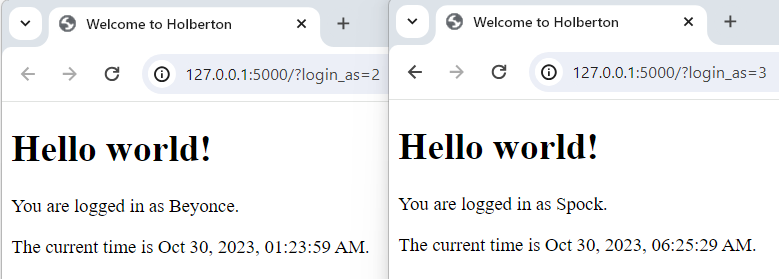 Welcome to Holberton
127.0.0.1:5000/?login_as=2
Hello world!
You are logged in as Beyonce.
The current time is Oct 30, 2023, 01:23:59 AM.
Welcome to Holberton
127.0.0.1:5000/?login_as=3
Hello world!
You are logged in as Spock.
The current time is Oct 30, 2023, 06:25:29 AM.